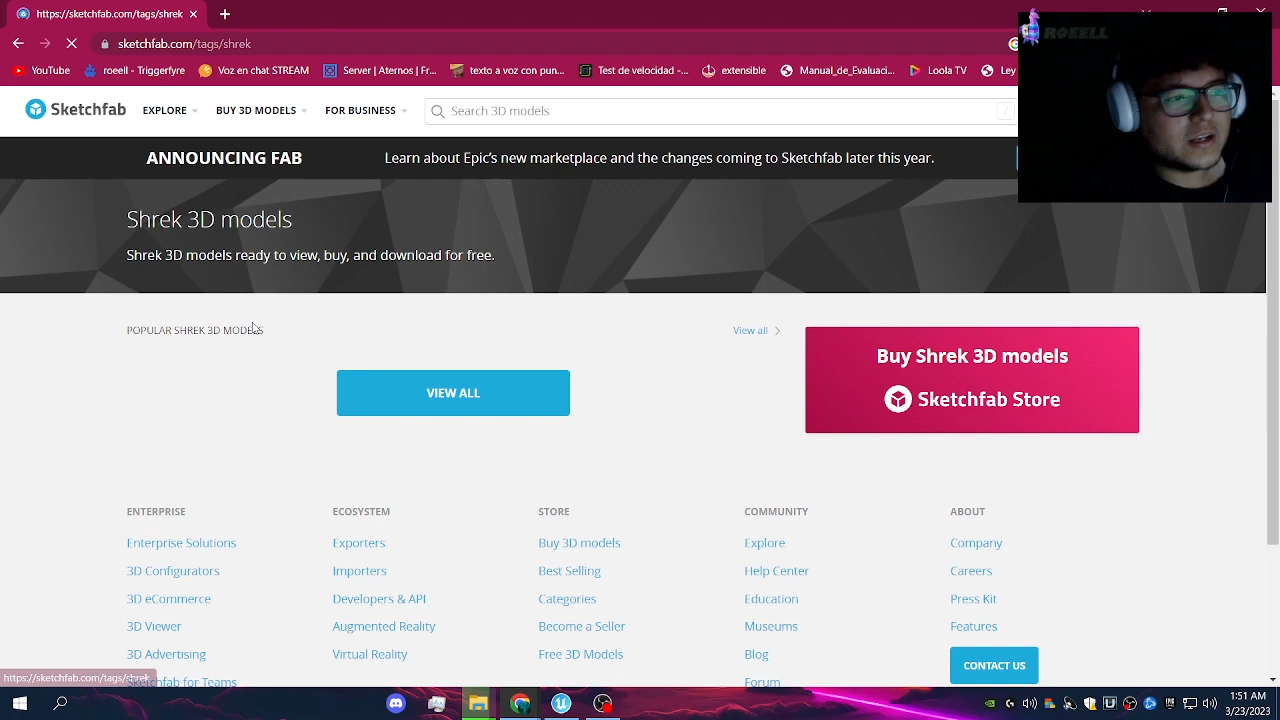 sketchfab.com/tags/shrek
YouTube
roeell - Triggerfyre...
Voz en chat STREAM
Server | Aternos | Fr...
texto a voz con pun...
Test de velocidad -...
extensible
Manual_de_Evaluaci...
Loola TV
Ley
ROEELL
Sketchfab
EXPLORE
BUY 3D MODELS
FOR BUSINESS
Search 3D models
/
ANNOUNCING FAB
Learn about Epic's new marketplace and the changes coming to Sketchfab later this year.
Shrek 3D models
Shrek 3D models ready to view, buy, and download for free.
POPULAR SHREK 3D MODELS
View all
VIEW ALL
Buy Shrek 3D models
Sketchfab Store
ENTERPRISE
ECOSYSTEM
STORE
COMMUNITY
ABOUT
Enterprise Solutions
Exporters
Buy 3D models
Explore
Company
3D Configurators
Importers
Best Selling
Help Center
Careers
3D eCommerce
Developers & API
Categories
Education
Press Kit
3D Viewer
Augmented Reality
Become a Seller
Museums
Features
3D Advertising
Virtual Reality
Free 3D Models
Blog
CONTACT US
Sketchfab for Teams
Forum
https://sketchfab.com/tags/shrek
1:51 AM
3/23/2023